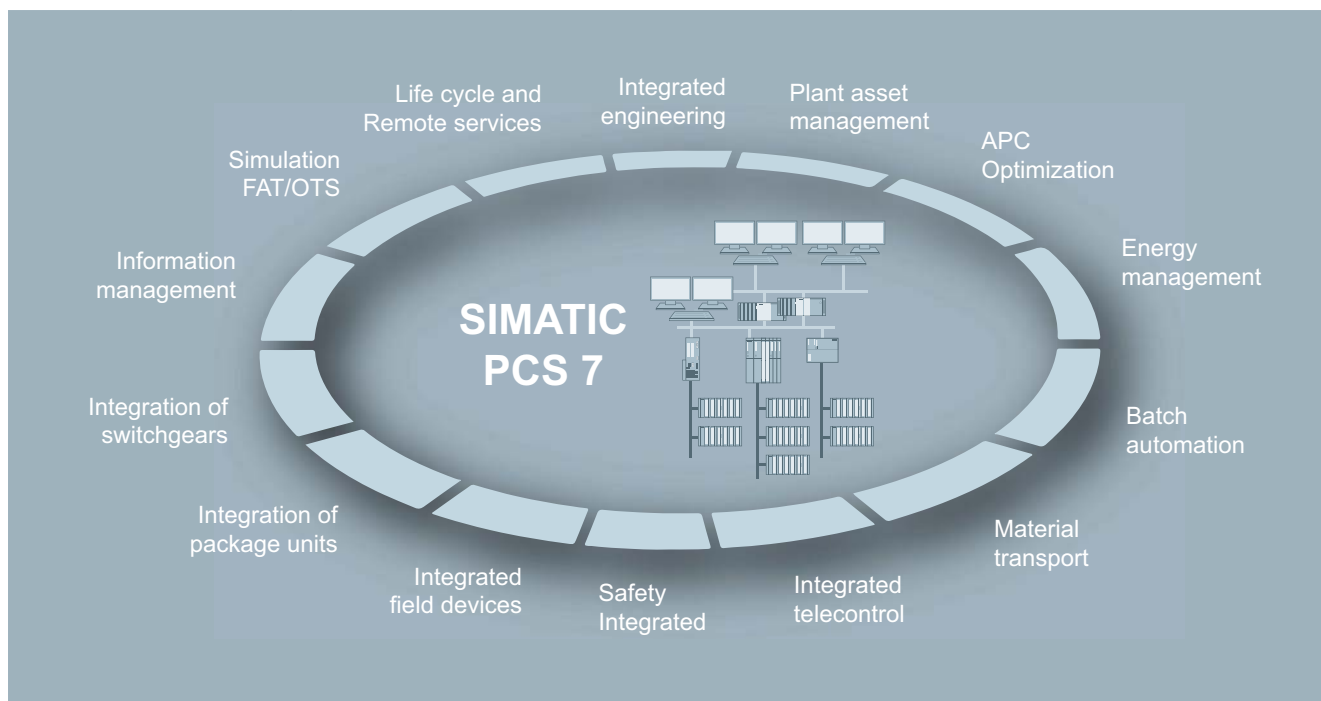 Integrated
engineering
Plant asset
management
APC
Optimization
Energy
management
Batch
automation
Material
transport
Integrated
telecontrol
Safety
Integrated
Integrated
field devices
Integration of
package units
Integration of
switchgears
Information
management
Simulation
FAT/OTS
Life cycle and
Remote services
SIMATIC
PCS 7